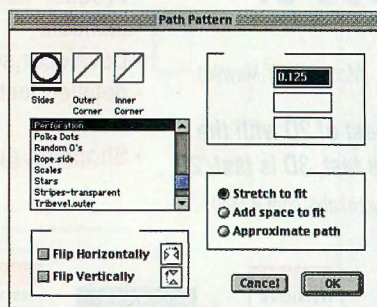 Path Pattern
Sides
Outer Corner
Inner Corner
Perforation
Polka Dots
Random O's
Rope.side
Scales
Stars
Stripes-transparent
Tribevel.outer
Flip Horizontally
Flip Vertically
0.125
Stretch to fit
Add space to fit
Approximate path
Cancel
OK